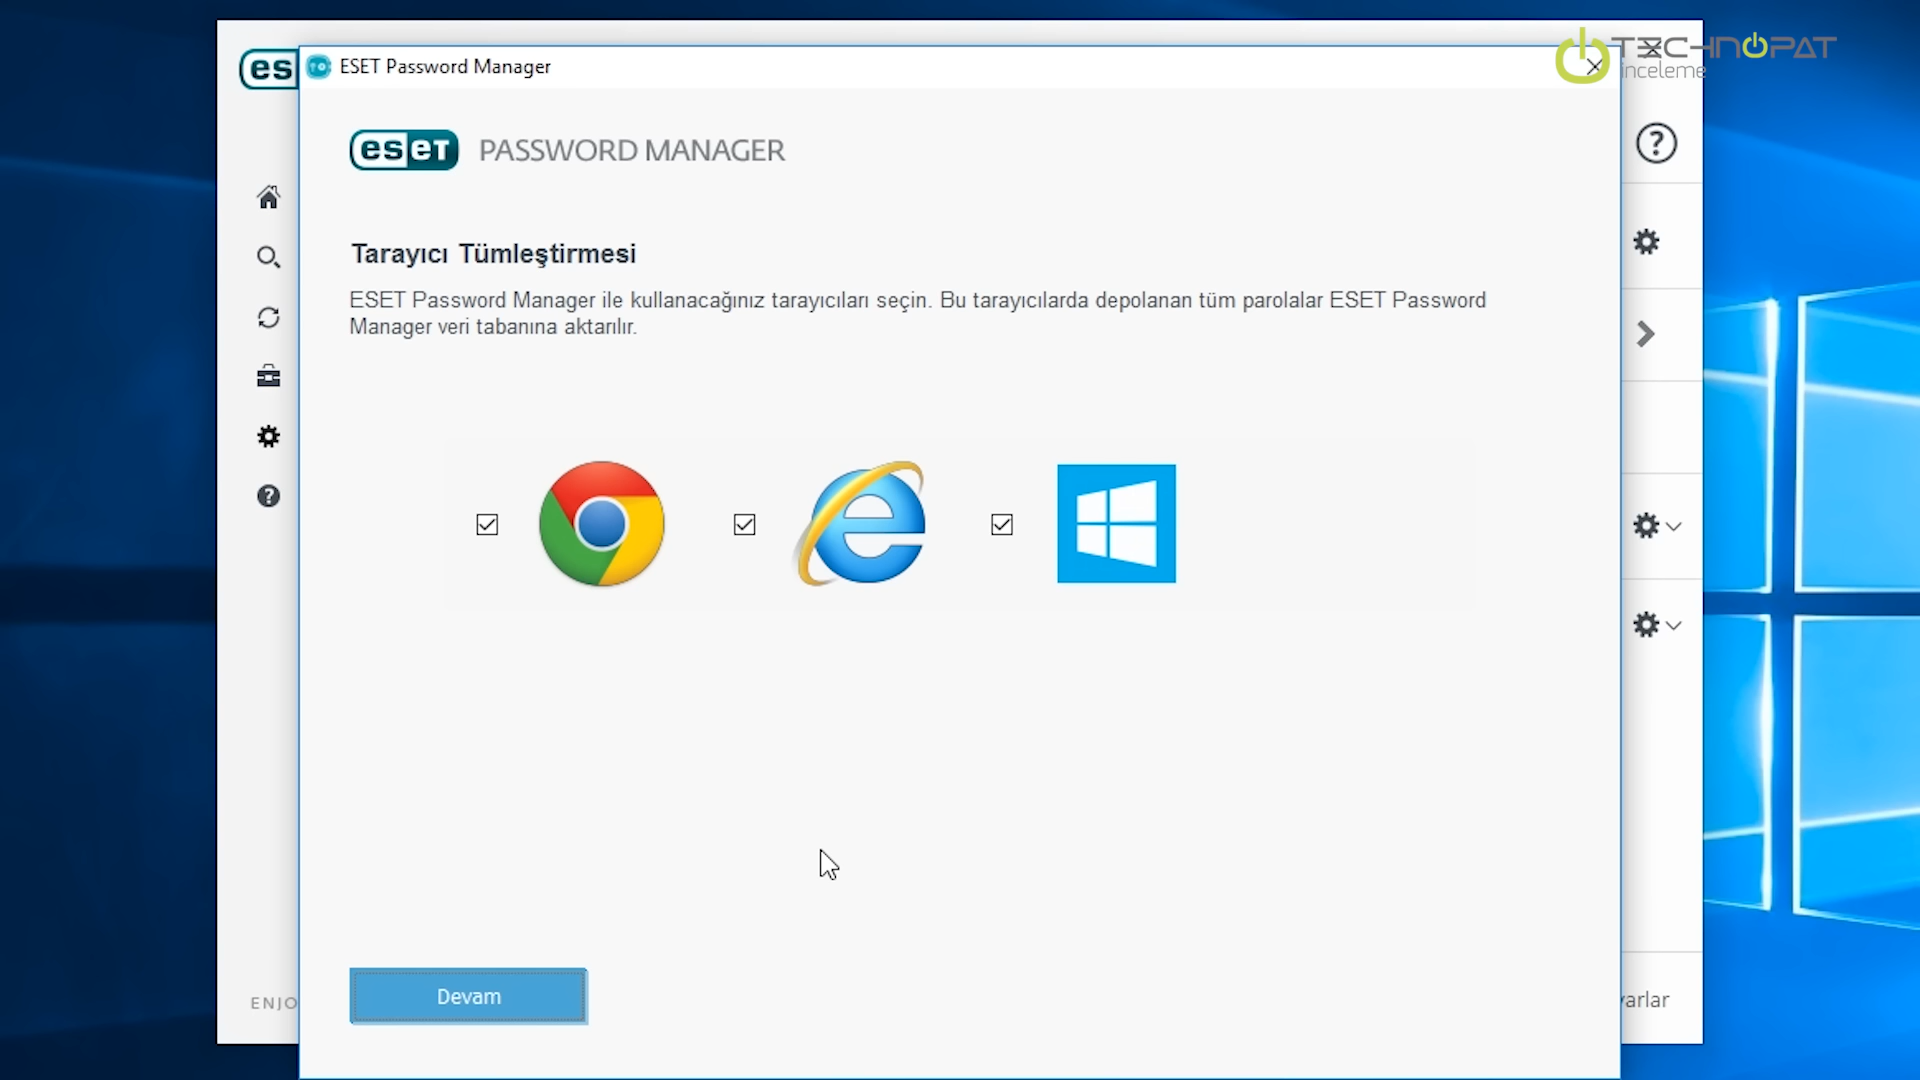 ESET Password Manager
TECHNOPAT
inceleme
es
eseT PASSWORD MANAGER
Tarayıcı Tümleştirmesi
ESET Password Manager ile kullanacağınız tarayıcıları seçin. Bu tarayıcılarda depolanan tüm parolalar ESET Password
Manager veri tabanına aktarılır.
Devam
ENJO
arlar